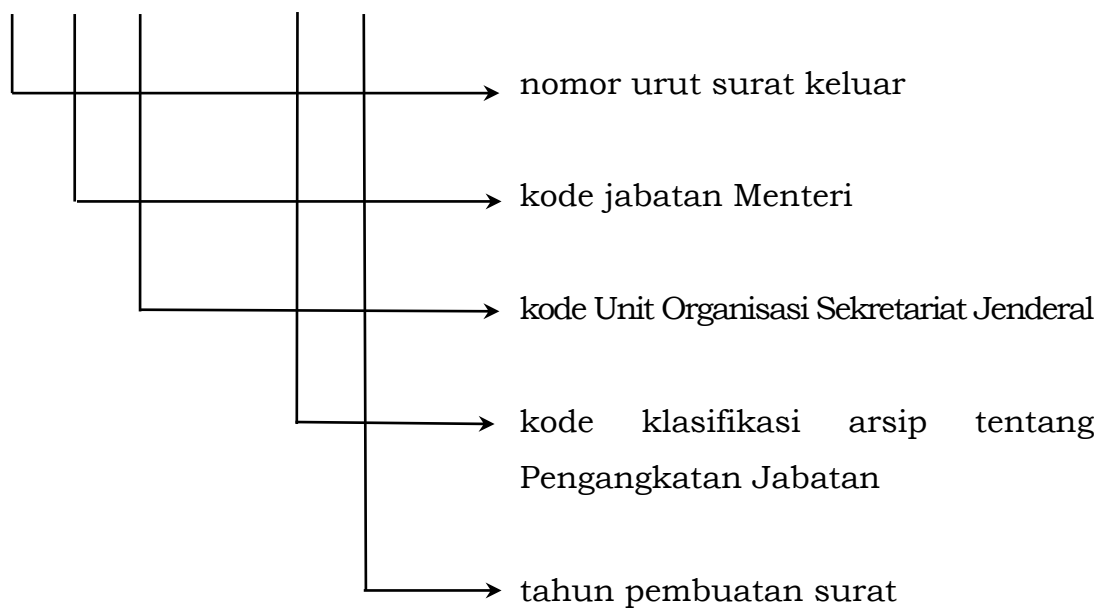 nomor urut surat keluar
kode jabatan Menteri
kode Unit Organisasi Sekretariat Jenderal
kode klasifikasi arsip tentang
Pengangkatan Jabatan
tahun pembuatan surat